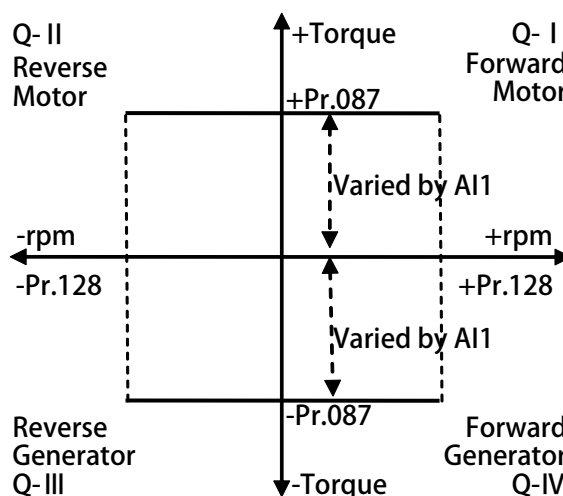 Q- II
Reverse
Motor
+Torque
Q- I
Forward
Motor
+Pr.087
Varied by AI1
-rpm
+rpm
-Pr.128
+Pr.128
Varied by AI1
-Pr.087
Reverse
Generator
Q-III
-Torque
Forward
Generator
Q-IV